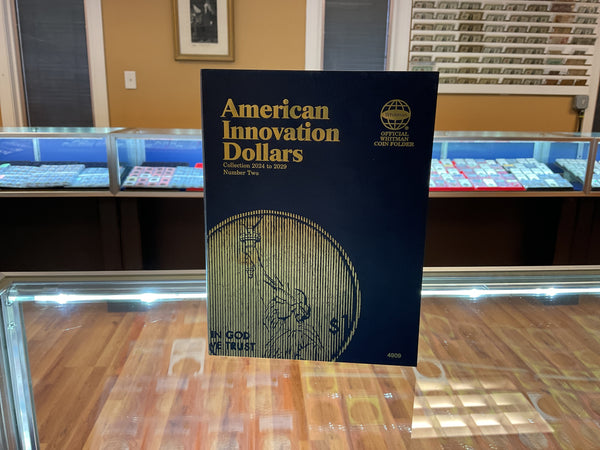 American
Innovation
Dollars
Collection 2024 to 2029
Number Two
WHITMAN
OFFICIAL
WHITMAN
COIN FOLDER
IN GOD
WE TRUST
$1
4909